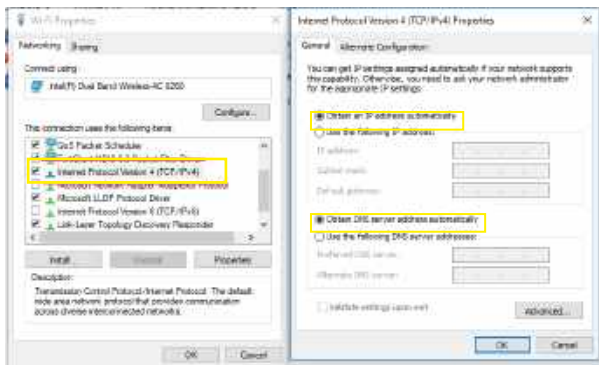 Wi-Fi Properties
Networking Sharing
Connect using:
Intel(R) Dual Band Wireless-AC 8260
Configure...
This connection uses the following items:
QoS Packet Scheduler
Internet Protocol Version 4 (TCP/IPv4)
Microsoft Network Adapter Multiplexor Protocol
Microsoft LLDP Protocol Driver
Internet Protocol Version 6 (TCP/IPv6)
Link-Layer Topology Discovery Responder
Install...
Uninstall
Properties
Description
Transmission Control Protocol/Internet Protocol. The default
wide area network protocol that provides communication
across diverse interconnected networks.
OK Cancel
Internet Protocol Version 4 (TCP/IPv4) Properties
General Alternate Configuration
You can get IP settings assigned automatically if your network supports
this capability. Otherwise, you need to ask your network administrator
for the appropriate IP settings.
Obtain an IP address automatically
Use the following IP address:
IP address:
Subnet mask:
Default gateway:
Obtain DNS server address automatically
Use the following DNS server addresses:
Preferred DNS server:
Alternate DNS server:
Validate settings upon exit
Advanced...
OK Cancel